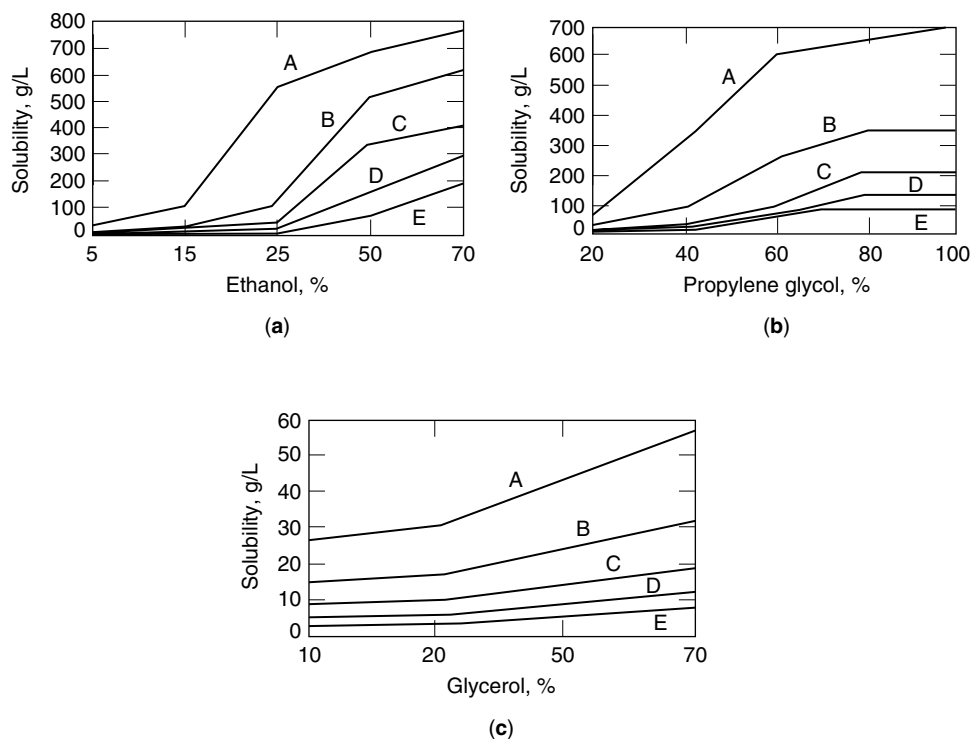 800
700
600
500
400
300
200
100
0
Solubility, g/L
A
B
C
D
E
5 15 25 50 70
Ethanol, %
(a)
700
600
500
400
300
200
100
0
Solubility, g/L
A
B
C
D
E
20 40 60 80 100
Propylene glycol, %
(b)
60
50
40
30
20
10
0
Solubility, g/L
A
B
C
D
E
10 20 50 70
Glycerol, %
(c)